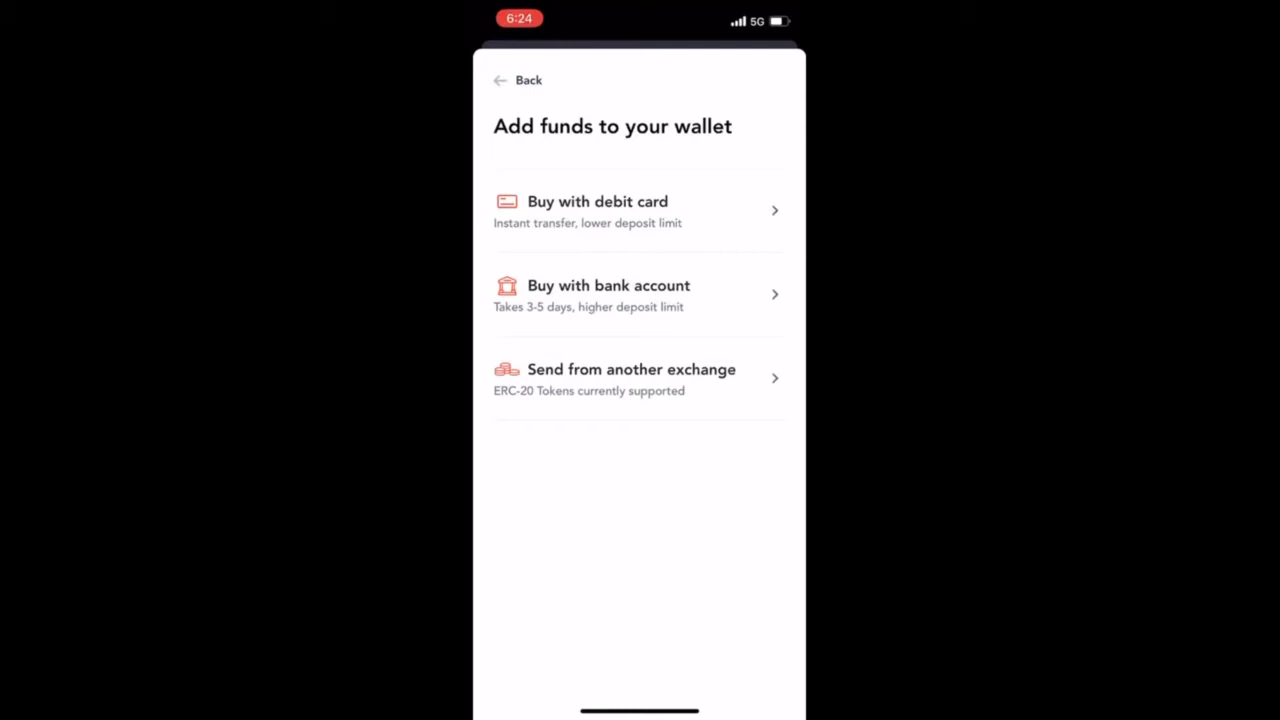 6:24
5G
Back
Add funds to your wallet
Buy with debit card
Instant transfer, lower deposit limit
Buy with bank account
Takes 3-5 days, higher deposit limit
Send from another exchange
ERC-20 Tokens currently supported